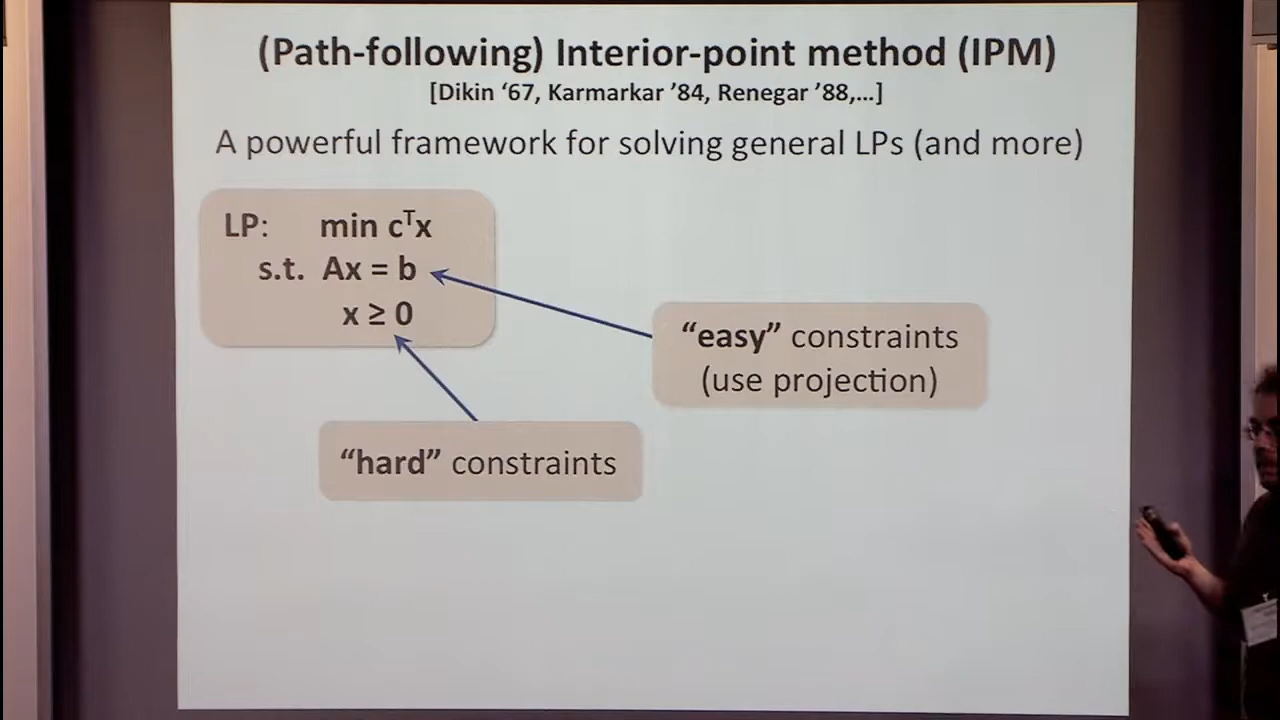 (Path-following) Interior-point method (IPM)
[Dikin ‘67, Karmarkar ’84, Renegar ’88,...]
A powerful framework for solving general LPs (and more)
LP: min cᵀx
s.t. Ax = b
x ≥ 0
“easy” constraints
(use projection)
“hard” constraints